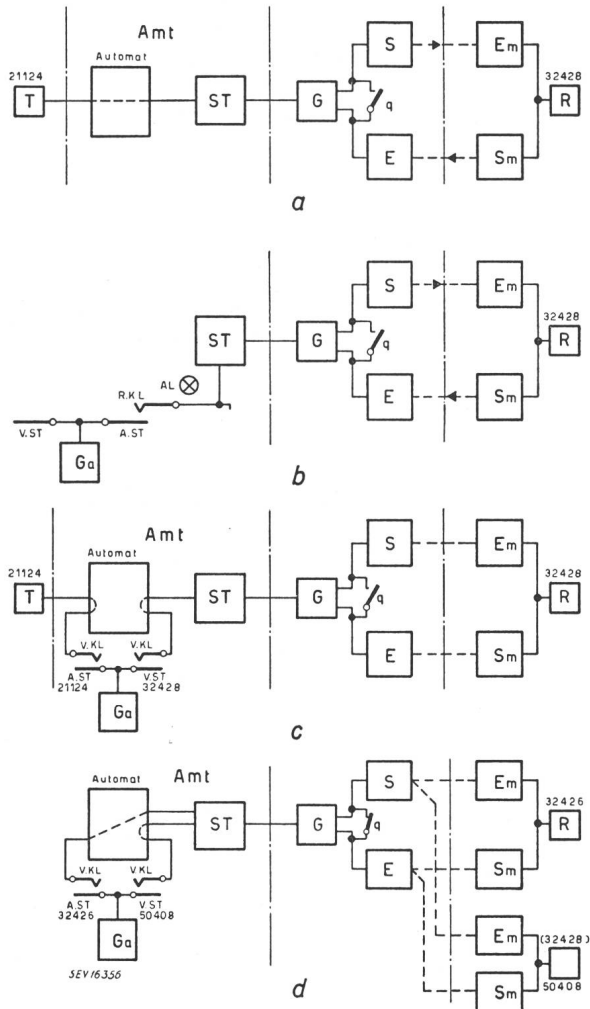 Amt
Automat
21124
T
ST
G
q
S
Em
32428
R
E
Sm
a
ST
G
q
S
Em
32428
R
E
Sm
AL
R.KL
V.ST
A.ST
Ga
b
Amt
Automat
21124
T
ST
G
q
S
Em
32428
R
E
Sm
V.KL V.KL
A.ST V.ST
21124 32428
Ga
c
Amt
Automat
ST
G
q
S
Em
32426
R
E
Sm
V.KL V.KL
A.ST V.ST
32426 50408
Ga
Em
(32428)
50408
Sm
SEV16356
d